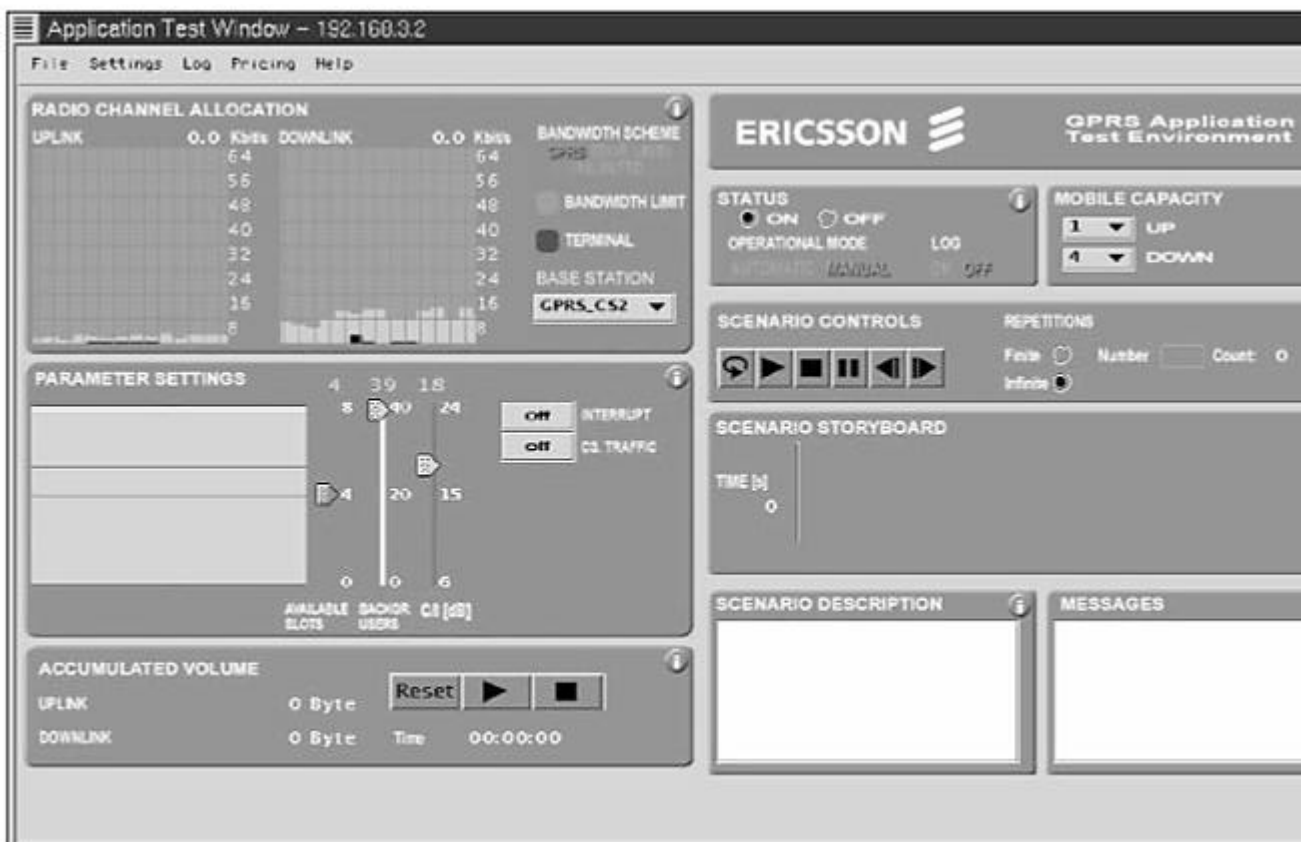 Application Test Window – 192.168.3.2
File Settings Log Pricing Help
RADIO CHANNEL ALLOCATION
UPLINK 0.0 Kbit/s DOWNLINK 0.0 Kbit/s
64 64
56 56
48 48
40 40
32 32
24 24
16 16
8 8
BANDWIDTH SCHEME
GPRS
BANDWIDTH LIMIT
TERMINAL
BASE STATION
GPRS_CS2
PARAMETER SETTINGS
4 39 18
8 40 24
4 20 15
0 0 6
AVAILABLE SLOTS
BACKGR. USERS
C/I [dB]
Off INTERRUPT
Off CS. TRAFFIC
ACCUMULATED VOLUME
UPLINK 0 Byte
DOWNLINK 0 Byte
Reset
Time 00:00:00
ERICSSON
GPRS Application
Test Environment
STATUS
ON OFF
OPERATIONAL MODE LOG
AUTOMATIC MANUAL ON OFF
MOBILE CAPACITY
1 UP
4 DOWN
SCENARIO CONTROLS
REPETITIONS
Finite Number Count: 0
Infinite
SCENARIO STORYBOARD
TIME [s]
0
SCENARIO DESCRIPTION
MESSAGES